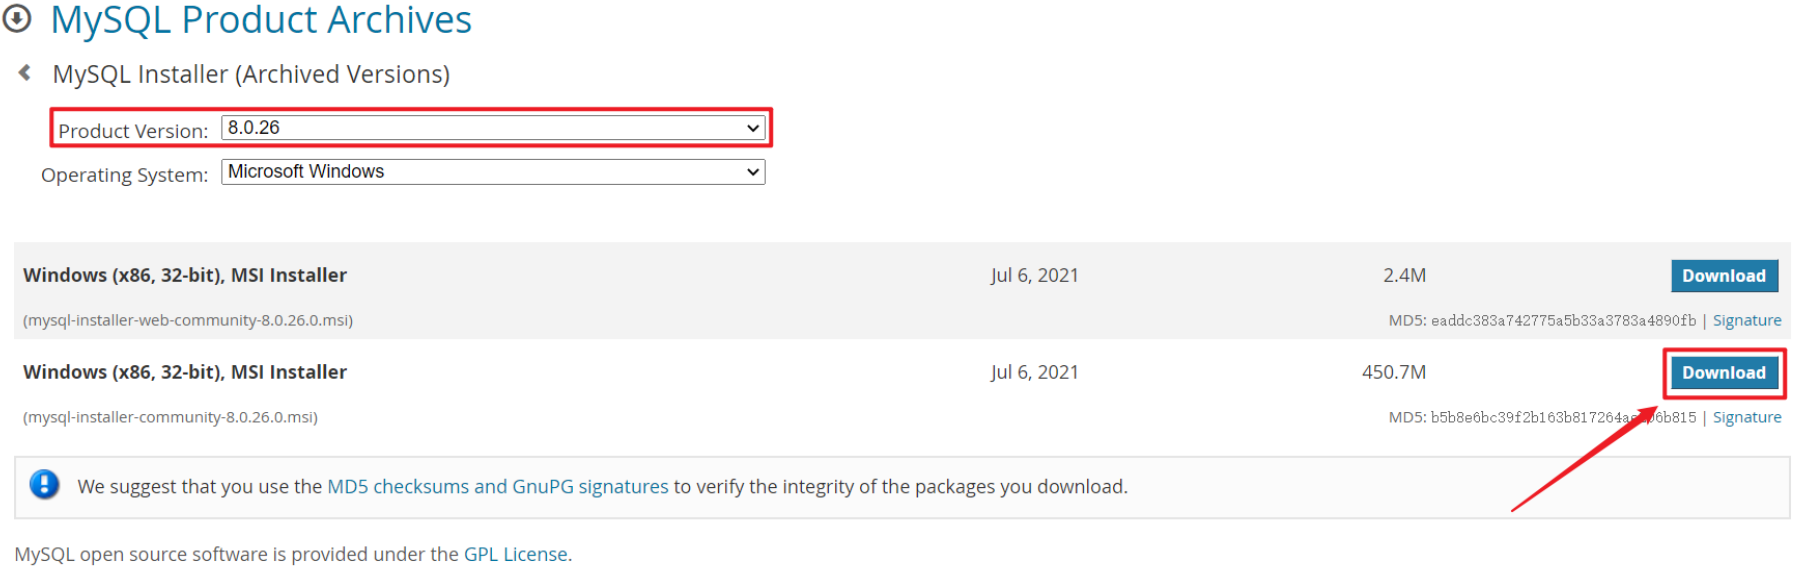 MySQL Product Archives
MySQL Installer (Archived Versions)
Product Version: 8.0.26
Operating System: Microsoft Windows
Windows (x86, 32-bit), MSI Installer Jul 6, 2021 2.4M Download
(mysql-installer-web-community-8.0.26.0.msi) MD5: eaddc383a742775a5b33a3783a4890fb | Signature
Windows (x86, 32-bit), MSI Installer Jul 6, 2021 450.7M Download
(mysql-installer-community-8.0.26.0.msi) MD5: | Signature
We suggest that you use the MD5 checksums and GnuPG signatures to verify the integrity of the packages you download.
MySQL open source software is provided under the GPL License.